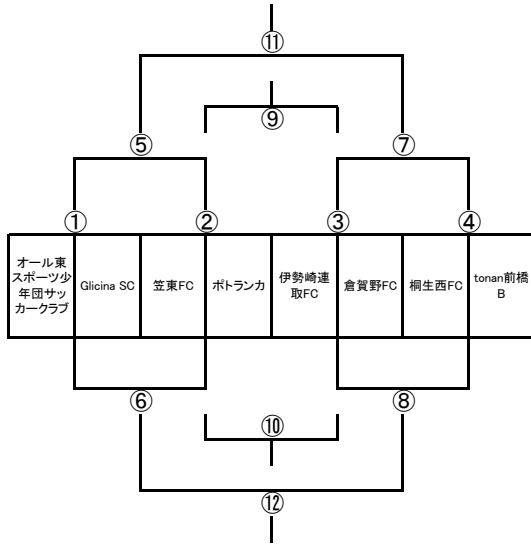 ⑪
⑨
⑤
⑦
①
②
③
④
オール東
スポーツ少
年団サッ
カークラブ
Glicina SC
笠東FC
ポトランカ
伊勢崎連
取FC
倉賀野FC
桐生西FC
tonan前橋
B
⑥
⑧
⑩
⑫